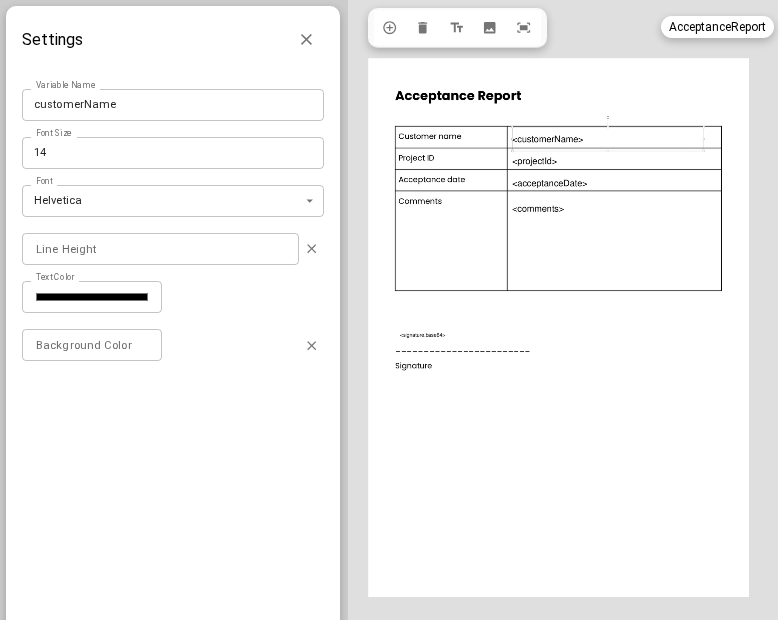 Settings
Variable Name
customerName
Font Size
14
Font
Helvetica
Line Height
TextColor
Background Color
AcceptanceReport
Acceptance Report
Customer name
<customerName>
Project ID
<projectId>
Acceptance date
<acceptanceDate>
Comments
<comments>
<signature.base64>
Signature